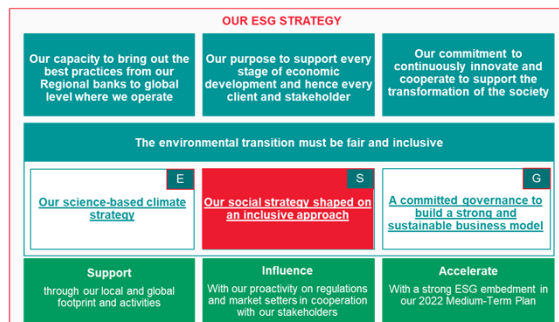 OUR ESG STRATEGY
Our capacity to bring out the
best practices from our
Regional banks to global
level where we operate
Our purpose to support every
stage of economic
development and hence every
client and stakeholder
Our commitment to
continuously innovate and
cooperate to support the
transformation of the society
The environmental transition must be fair and inclusive
E
Our science-based climate
strategy
S
Our social strategy shaped on
an inclusive approach
G
A committed governance to
build a strong and
sustainable business model
Support
through our local and global
footprint and activities
Influence
With our proactivity on regulations
and market setters in cooperation
with our stakeholders
Accelerate
With a strong ESG embedment in
our 2022 Medium-Term Plan